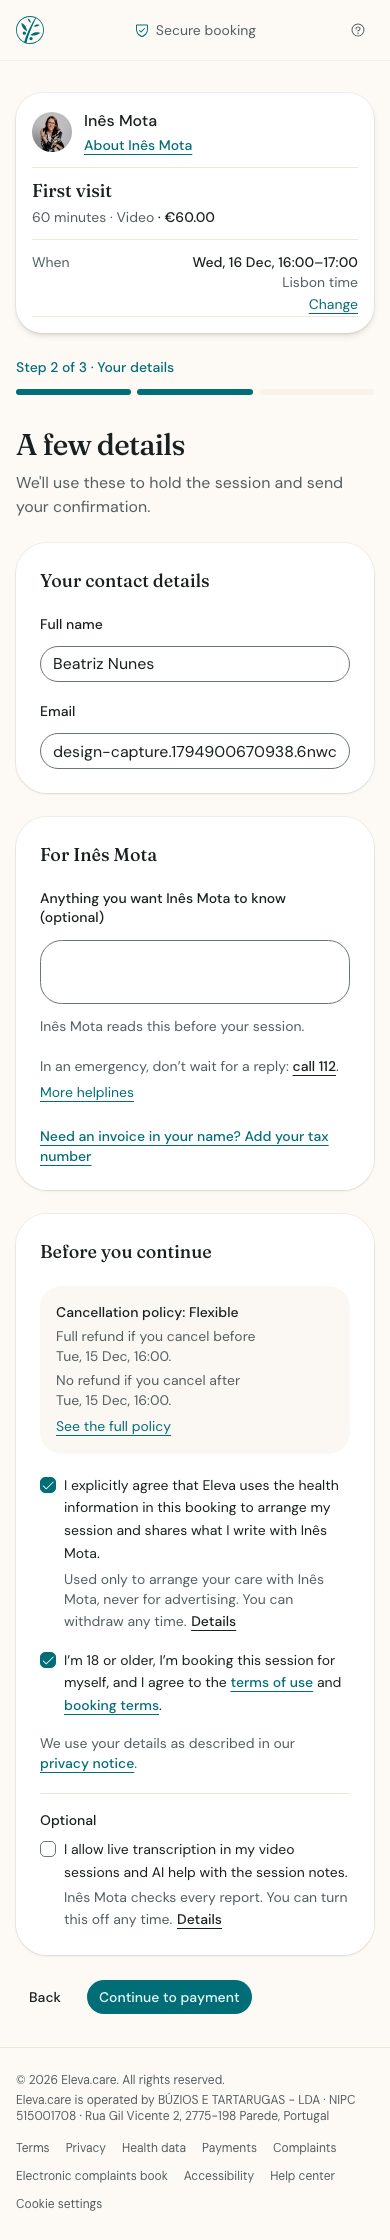 Secure booking
Inês Mota
About Inês Mota
First visit
60 minutes · Video · €60.00
When
Wed, 16 Dec, 16:00–17:00
Lisbon time
Change
Step 2 of 3 · Your details
A few details
We'll use these to hold the session and send
your confirmation.
Your contact details
Full name
Beatriz Nunes
Email
design-capture.1794900670938.6nwc
For Inês Mota
Anything you want Inês Mota to know
(optional)
Inês Mota reads this before your session.
In an emergency, don’t wait for a reply: call 112.
More helplines
Need an invoice in your name? Add your tax
number
Before you continue
Cancellation policy: Flexible
Full refund if you cancel before
Tue, 15 Dec, 16:00.
No refund if you cancel after
Tue, 15 Dec, 16:00.
See the full policy
I explicitly agree that Eleva uses the health
information in this booking to arrange my
session and shares what I write with Inês
Mota.
Used only to arrange your care with Inês
Mota, never for advertising. You can
withdraw any time. Details
I’m 18 or older, I’m booking this session for
myself, and I agree to the terms of use and
booking terms.
We use your details as described in our
privacy notice.
Optional
I allow live transcription in my video
sessions and AI help with the session notes.
Inês Mota checks every report. You can turn
this off any time. Details
Back
Continue to payment
© 2026 Eleva.care. All rights reserved.
Eleva.care is operated by BÚZIOS E TARTARUGAS - LDA · NIPC
515001708 · Rua Gil Vicente 2, 2775-198 Parede, Portugal
Terms Privacy Health data Payments Complaints
Electronic complaints book Accessibility Help center
Cookie settings